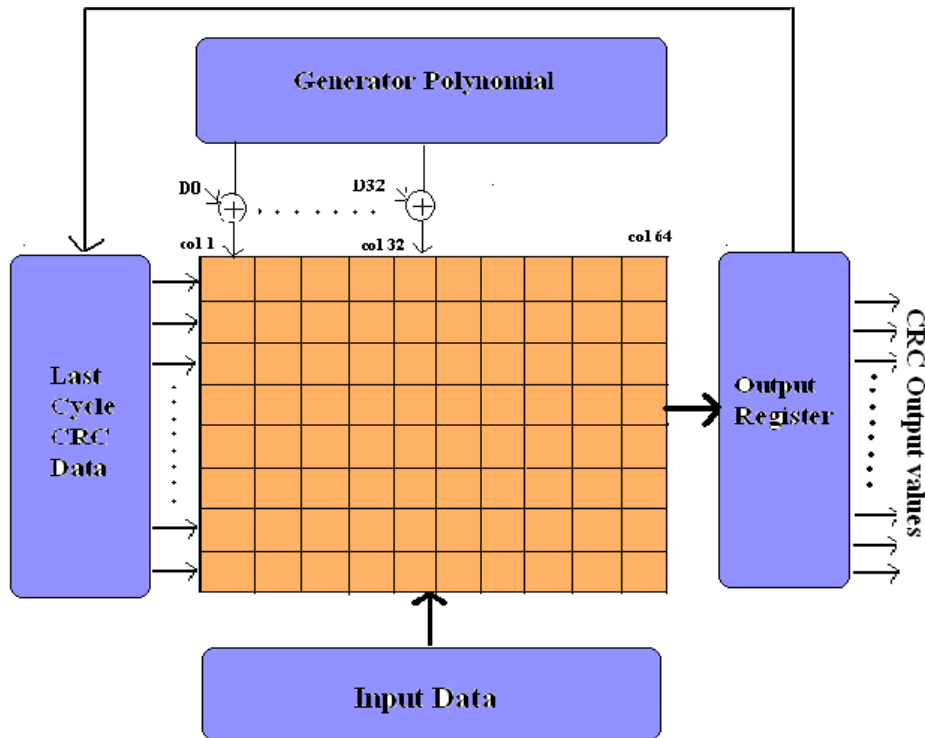 Generator Polynomial
D0
D32
col 1
col 32
col 64
Last
Cycle
CRC
Data
Output
Register
CRC Output values
Input Data